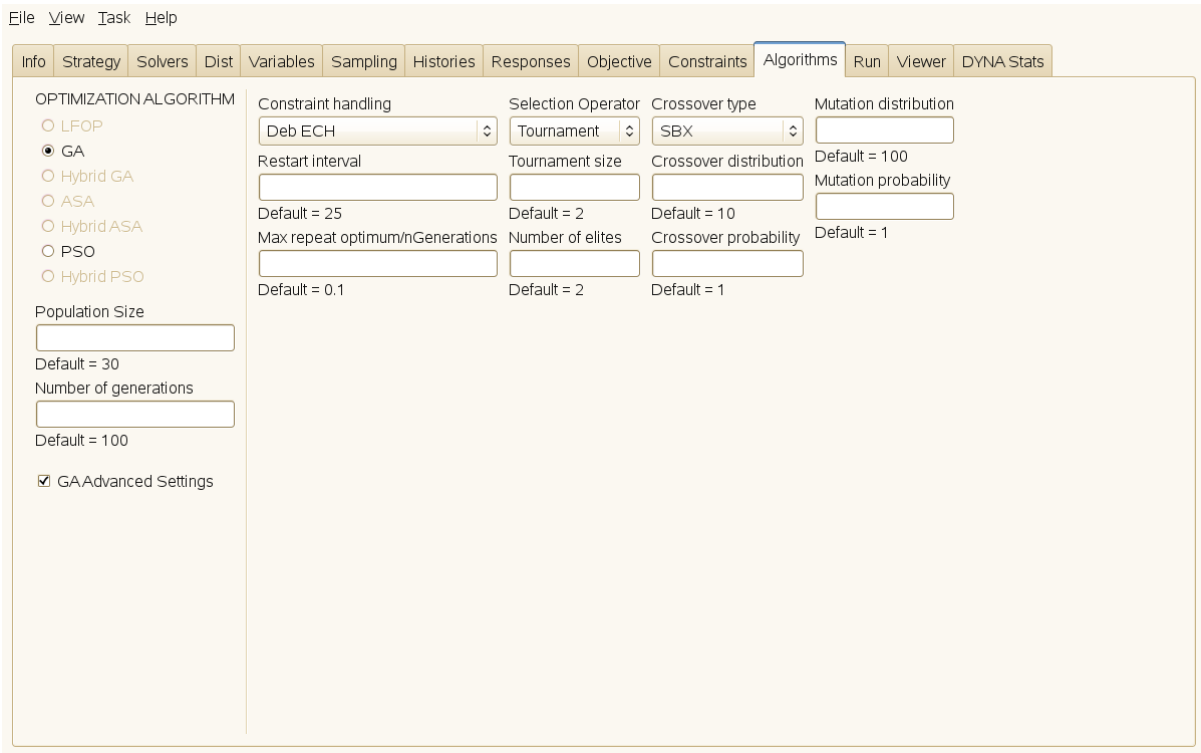 File View Task Help
Info Strategy Solvers Dist Variables Sampling Histories Responses Objective Constraints Algorithms Run Viewer DYNA Stats
OPTIMIZATION ALGORITHM
LFOP
GA
Hybrid GA
ASA
Hybrid ASA
PSO
Hybrid PSO
Population Size
Default = 30
Number of generations
Default = 100
GA Advanced Settings
Constraint handling
Deb ECH
Restart interval
Default = 25
Max repeat optimum/nGenerations
Default = 0.1
Selection Operator
Tournament
Tournament size
Default = 2
Number of elites
Default = 2
Crossover type
SBX
Crossover distribution
Default = 10
Crossover probability
Default = 1
Mutation distribution
Default = 100
Mutation probability
Default = 1